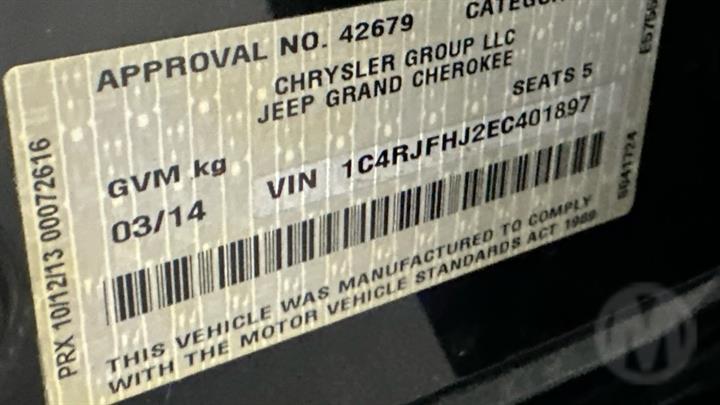 APPROVAL NO. 42679
CHRYSLER GROUP LLC
JEEP GRAND CHEROKEE
SEATS 5
GVM kg
VIN 1C4RJFHJ2EC401897
03/14
THIS VEHICLE WAS MANUFACTURED TO COMPLY
WITH THE MOTOR VEHICLE STANDARDS ACT 1989
PRX 10/12/13 00072616
M